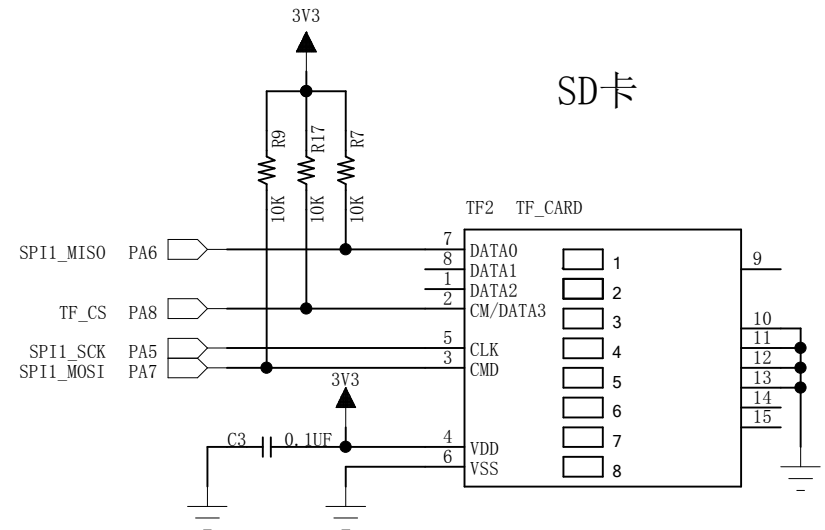 3V3
SD卡
R9
R17
R7
10K
10K
10K
TF2 TF_CARD
SPI1_MISO PA6
7
DATA0
8
DATA1
1
DATA2
TF_CS PA8
2
CM/DATA3
SPI1_SCK PA5
5
CLK
SPI1_MOSI PA7
3
CMD
3V3
C3 0.1UF
4
VDD
6
VSS
1
2
3
4
5
6
7
8
9
10
11
12
13
14
15